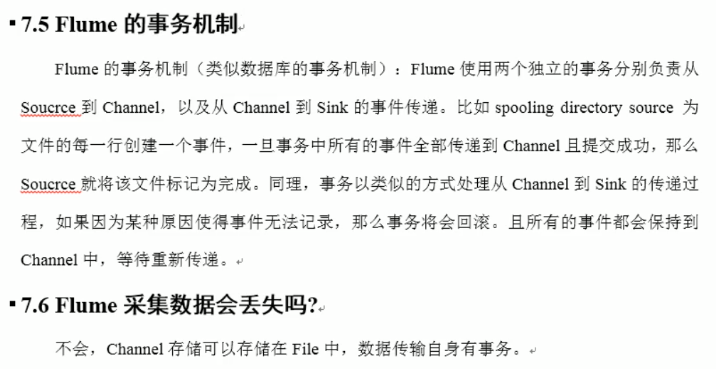 7.5 Flume 的事务机制
Flume 的事务机制（类似数据库的事务机制）：Flume 使用两个独立的事务分别负责从
Soucrce 到 Channel，以及从 Channel 到 Sink 的事件传递。比如 spooling directory source 为
文件的每一行创建一个事件，一旦事务中所有的事件全部传递到 Channel 且提交成功，那么
Soucrce 就将该文件标记为完成。同理，事务以类似的方式处理从 Channel 到 Sink 的传递过
程，如果因为某种原因使得事件无法记录，那么事务将会回滚。且所有的事件都会保持到
Channel 中，等待重新传递。
7.6 Flume 采集数据会丢失吗?
不会，Channel 存储可以存储在 File 中，数据传输自身有事务。